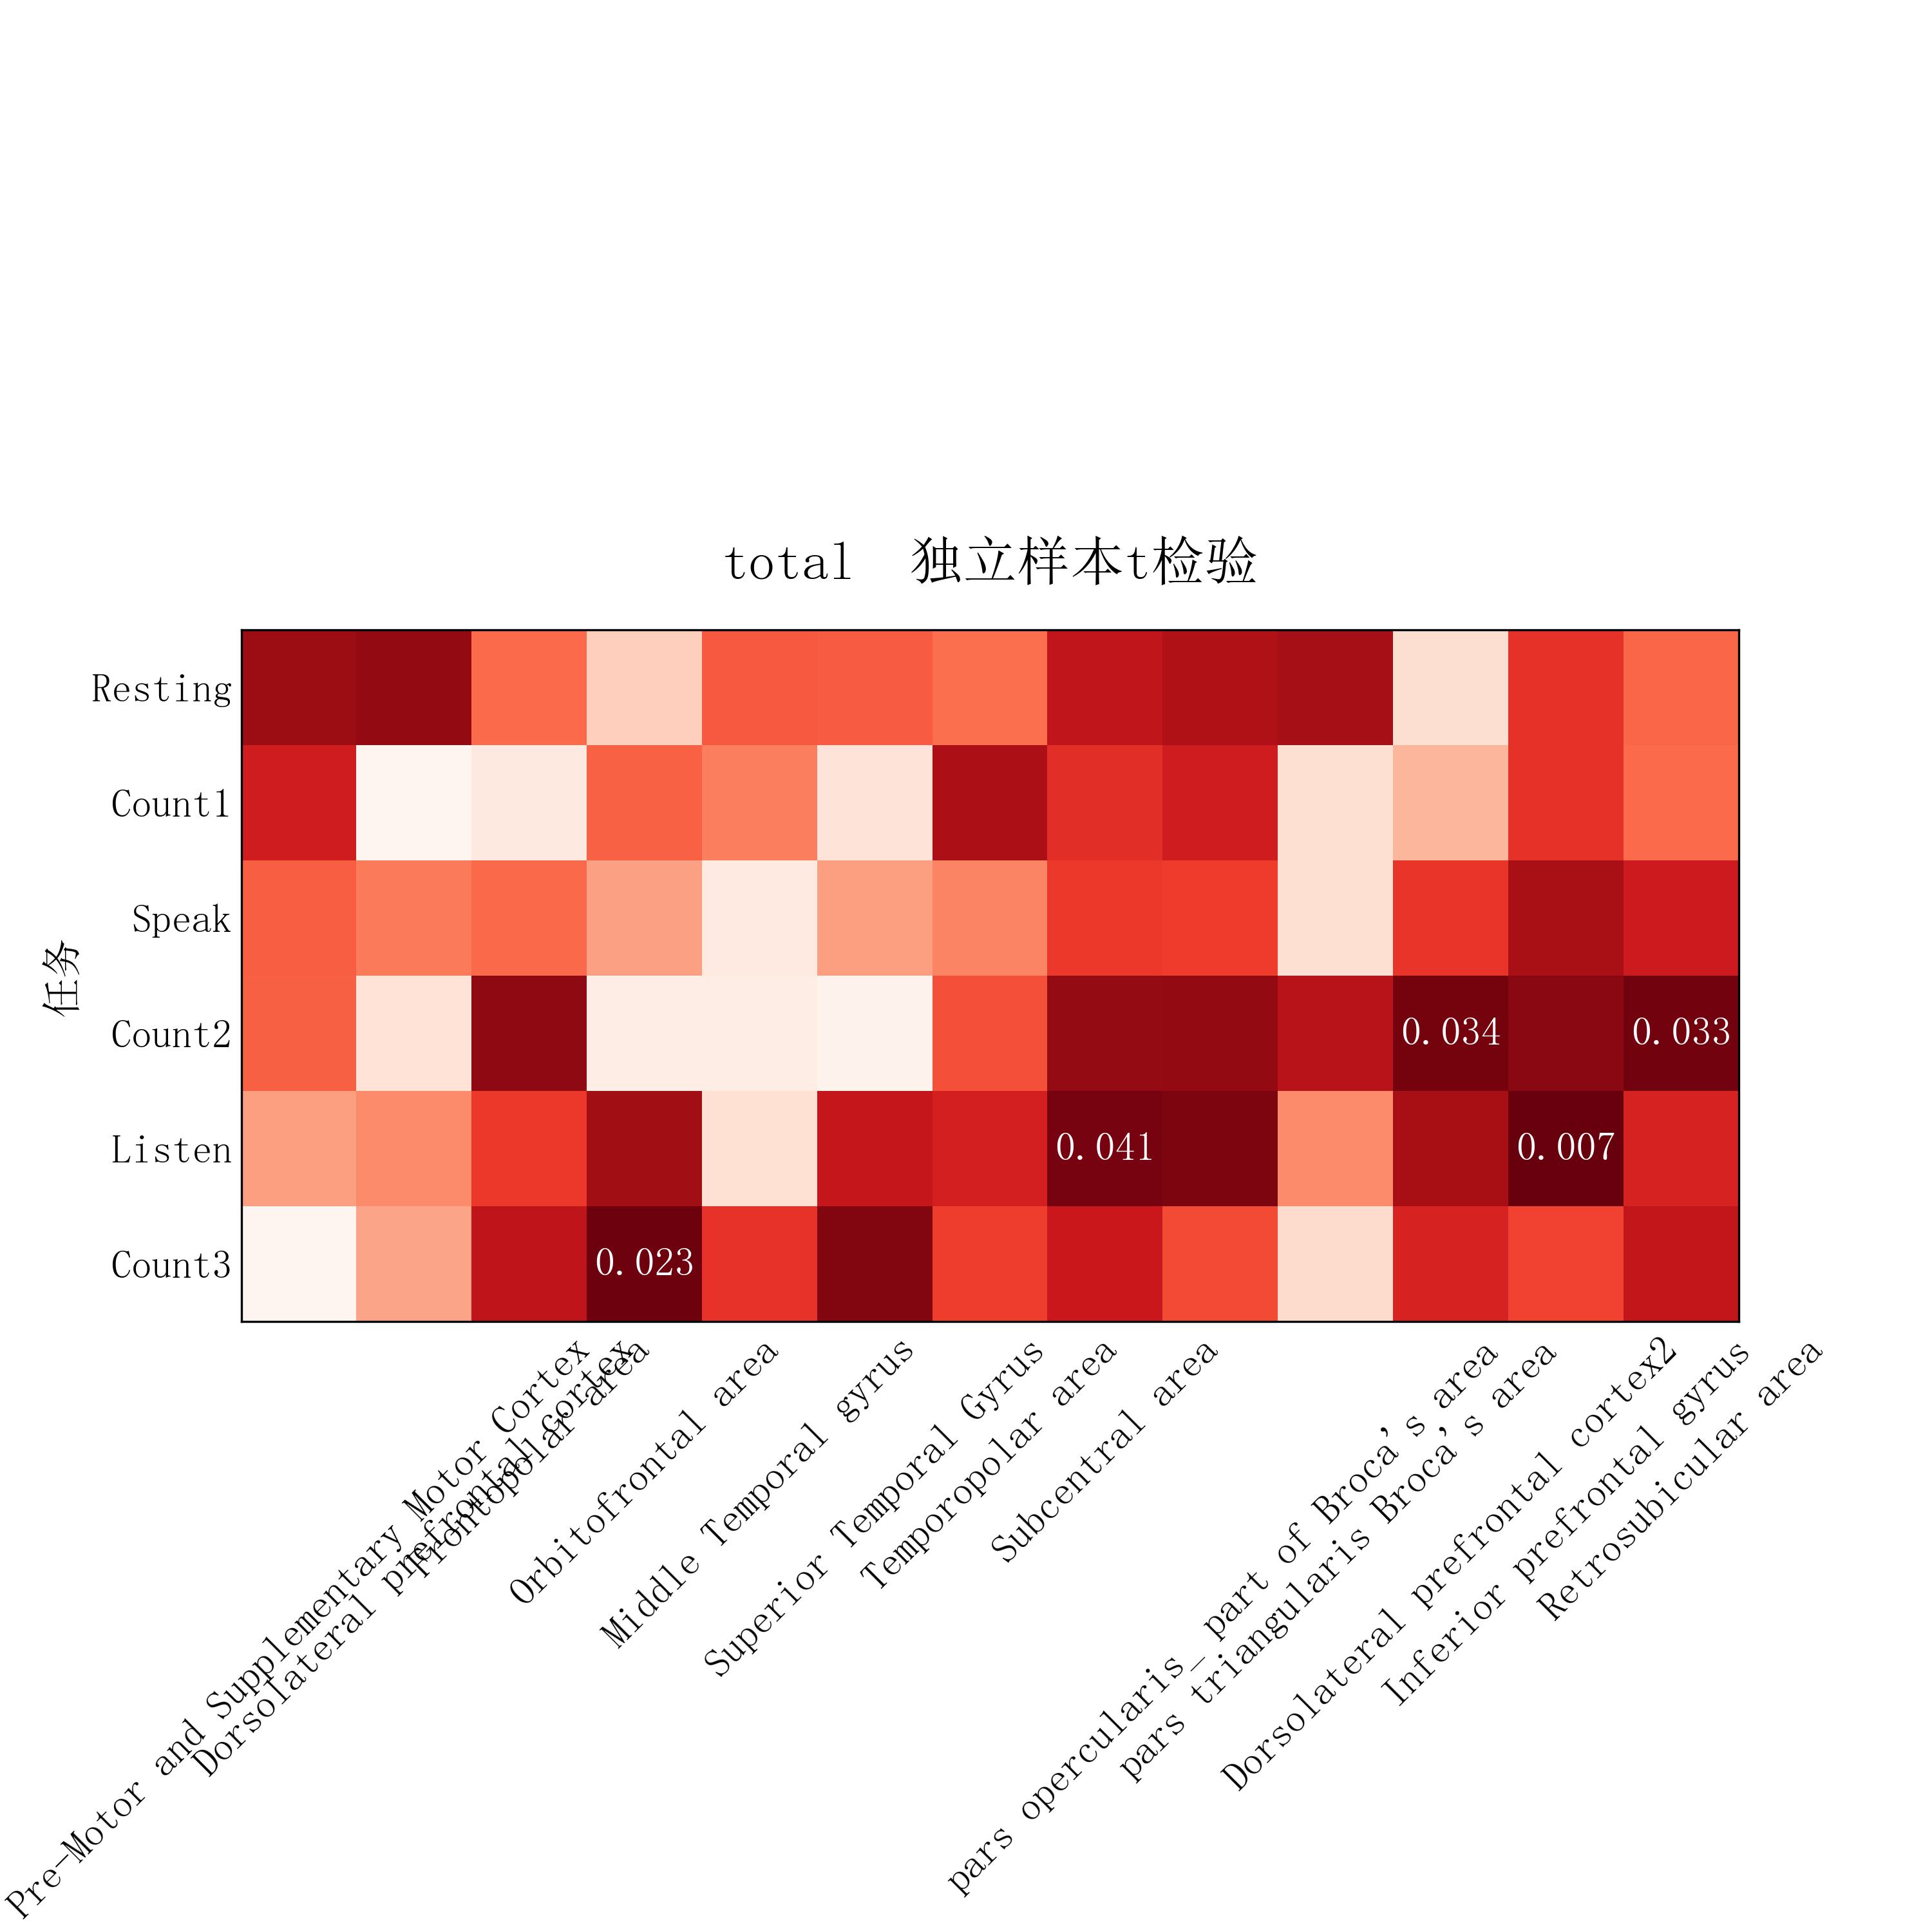 total  独立样本t检验
任务
Resting
Count1
Speak
Count2
0.034
0.033
Listen
0.041
0.007
Count3
0.023
Pre-Motor and Supplementary Motor Cortex
Dorsolateral prefrontal cortex
Frontopolar area
Orbitofrontal area
Middle Temporal gyrus
Superior Temporal Gyrus
Temporopolar area
Subcentral area
pars opercularis_ part of Broca's area
pars triangularis Broca's area
Dorsolateral prefrontal cortex2
Inferior prefrontal gyrus
Retrosubicular area